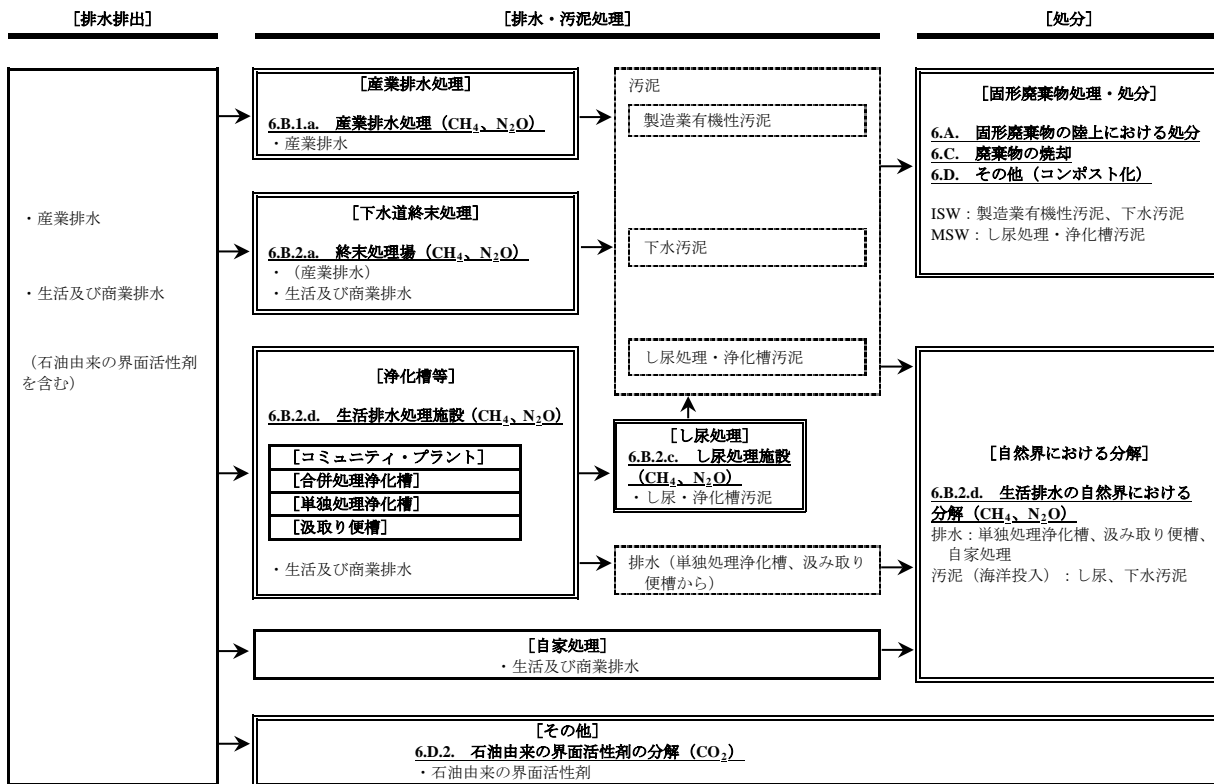 ［排水排出］
［排水・汚泥処理］
［処分］
・産業排水
・生活及び商業排水
（石油由来の界面活性剤
を含む）
［産業排水処理］
6.B.1.a. 産業排水処理（CH₄、N₂O）
・産業排水
［下水道終末処理］
6.B.2.a. 終末処理場（CH₄、N₂O）
・（産業排水）
・生活及び商業排水
［浄化槽等］
6.B.2.d. 生活排水処理施設（CH₄、N₂O）
［コミュニティ・プラント］
［合併処理浄化槽］
［単独処理浄化槽］
［汲取り便槽］
・生活及び商業排水
汚泥
製造業有機性汚泥
下水汚泥
し尿処理・浄化槽汚泥
［し尿処理］
6.B.2.c. し尿処理施設
（CH₄、N₂O）
・し尿・浄化槽汚泥
排水（単独処理浄化槽、汲み取り
便槽から）
［自家処理］
・生活及び商業排水
［その他］
6.D.2. 石油由来の界面活性剤の分解（CO₂）
・石油由来の界面活性剤
［固形廃棄物処理・処分］
6.A. 固形廃棄物の陸上における処分
6.C. 廃棄物の焼却
6.D. その他（コンポスト化）
ISW：製造業有機性汚泥、下水汚泥
MSW：し尿処理・浄化槽汚泥
［自然界における分解］
6.B.2.d. 生活排水の自然界における
分解（CH₄、N₂O）
排水：単独処理浄化槽、汲み取り便槽、
自家処理
汚泥（海洋投入）：し尿、下水汚泥